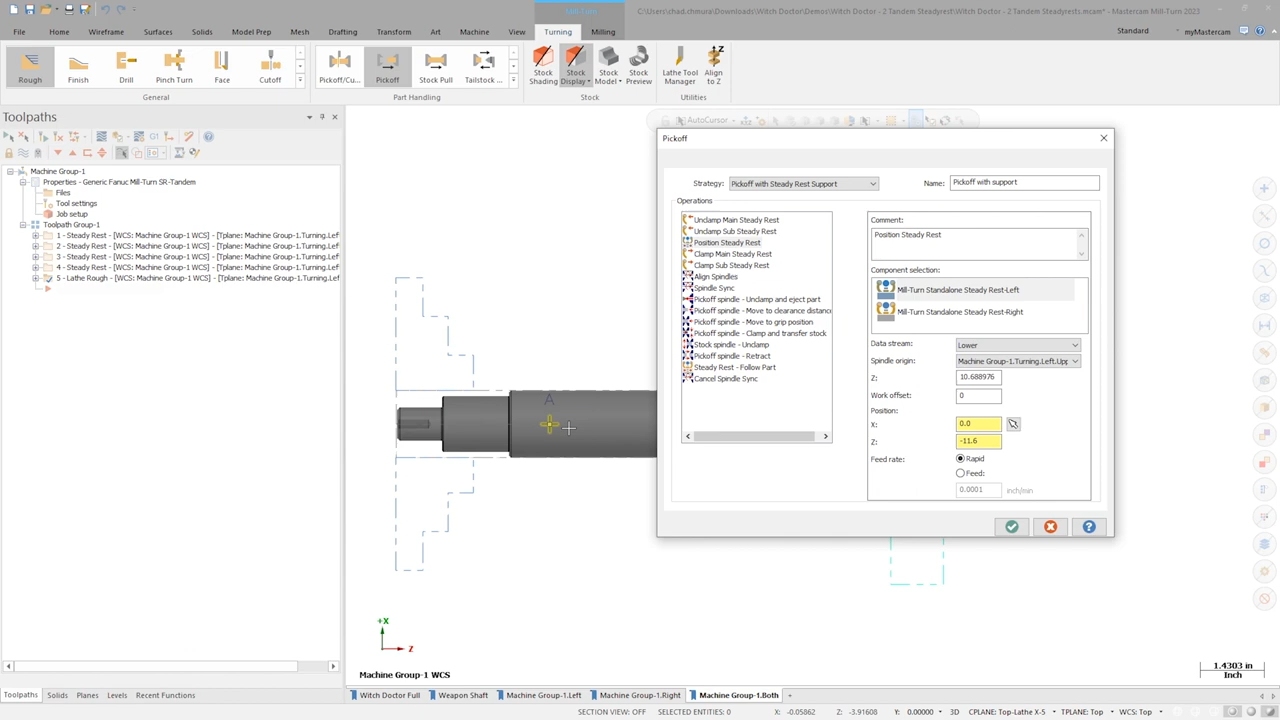 Mill-Turn
C:\Users\chad.chmura\Downloads\Witch Doctor\Demos\Witch Doctor - 2 Tandem Steadyrest\Witch Doctor - 2 Tandem Steadyrests.mcam* - Mastercam Mill-Turn 2023
File Home Wireframe Surfaces Solids Model Prep Mesh Drafting Transform Art Machine View Turning Milling
Standard myMastercam
Rough Finish Drill Pinch Turn Face Cutoff
Pickoff/Cu... Pickoff Stock Pull Tailstock ...
Stock Shading Stock Display Stock Model Stock Preview
Lathe Tool Manager Align to Z
General Part Handling Stock Utilities
Toolpaths
AutoCursor
Machine Group-1
Properties - Generic Fanuc Mill-Turn SR-Tandem
Files
Tool settings
Job setup
Toolpath Group-1
1 - Steady Rest - [WCS: Machine Group-1 WCS] - [Tplane: Machine Group-1.Turning.Left
2 - Steady Rest - [WCS: Machine Group-1 WCS] - [Tplane: Machine Group-1.Turning.Left
3 - Steady Rest - [WCS: Machine Group-1 WCS] - [Tplane: Machine Group-1.Turning.Left
4 - Steady Rest - [WCS: Machine Group-1 WCS] - [Tplane: Machine Group-1.Turning.Left
5 - Lathe Rough - [WCS: Machine Group-1 WCS] - [Tplane: Machine Group-1.Turning.Left
Pickoff
Strategy: Pickoff with Steady Rest Support
Name: Pickoff with support
Operations
Unclamp Main Steady Rest
Unclamp Sub Steady Rest
Position Steady Rest
Clamp Main Steady Rest
Clamp Sub Steady Rest
Align Spindles
Spindle Sync
Pickoff spindle - Unclamp and eject part
Pickoff spindle - Move to clearance distanc
Pickoff spindle - Move to grip position
Pickoff spindle - Clamp and transfer stock
Stock spindle - Unclamp
Pickoff spindle - Retract
Steady Rest - Follow Part
Cancel Spindle Sync
Comment:
Position Steady Rest
Component selection:
Mill-Turn Standalone Steady Rest-Left
Mill-Turn Standalone Steady Rest-Right
Data stream: Lower
Spindle origin: Machine Group-1.Turning.Left.Upp
Z: 10.688976
Work offset: 0
Position:
X: 0.0
Z: -11.6
Feed rate: Rapid
Feed:
0.0001 inch/min
A
+X
Z
Machine Group-1 WCS
1.4303 in
Inch
Toolpaths Solids Planes Levels Recent Functions
Witch Doctor Full Weapon Shaft Machine Group-1.Left Machine Group-1.Right Machine Group-1.Both +
SECTION VIEW: OFF SELECTED ENTITIES: 0 X: -0.05862 Z: -3.91608 Y: 0.00000 3D CPLANE: Top-Lathe X-5 TPLANE: Top WCS: Top